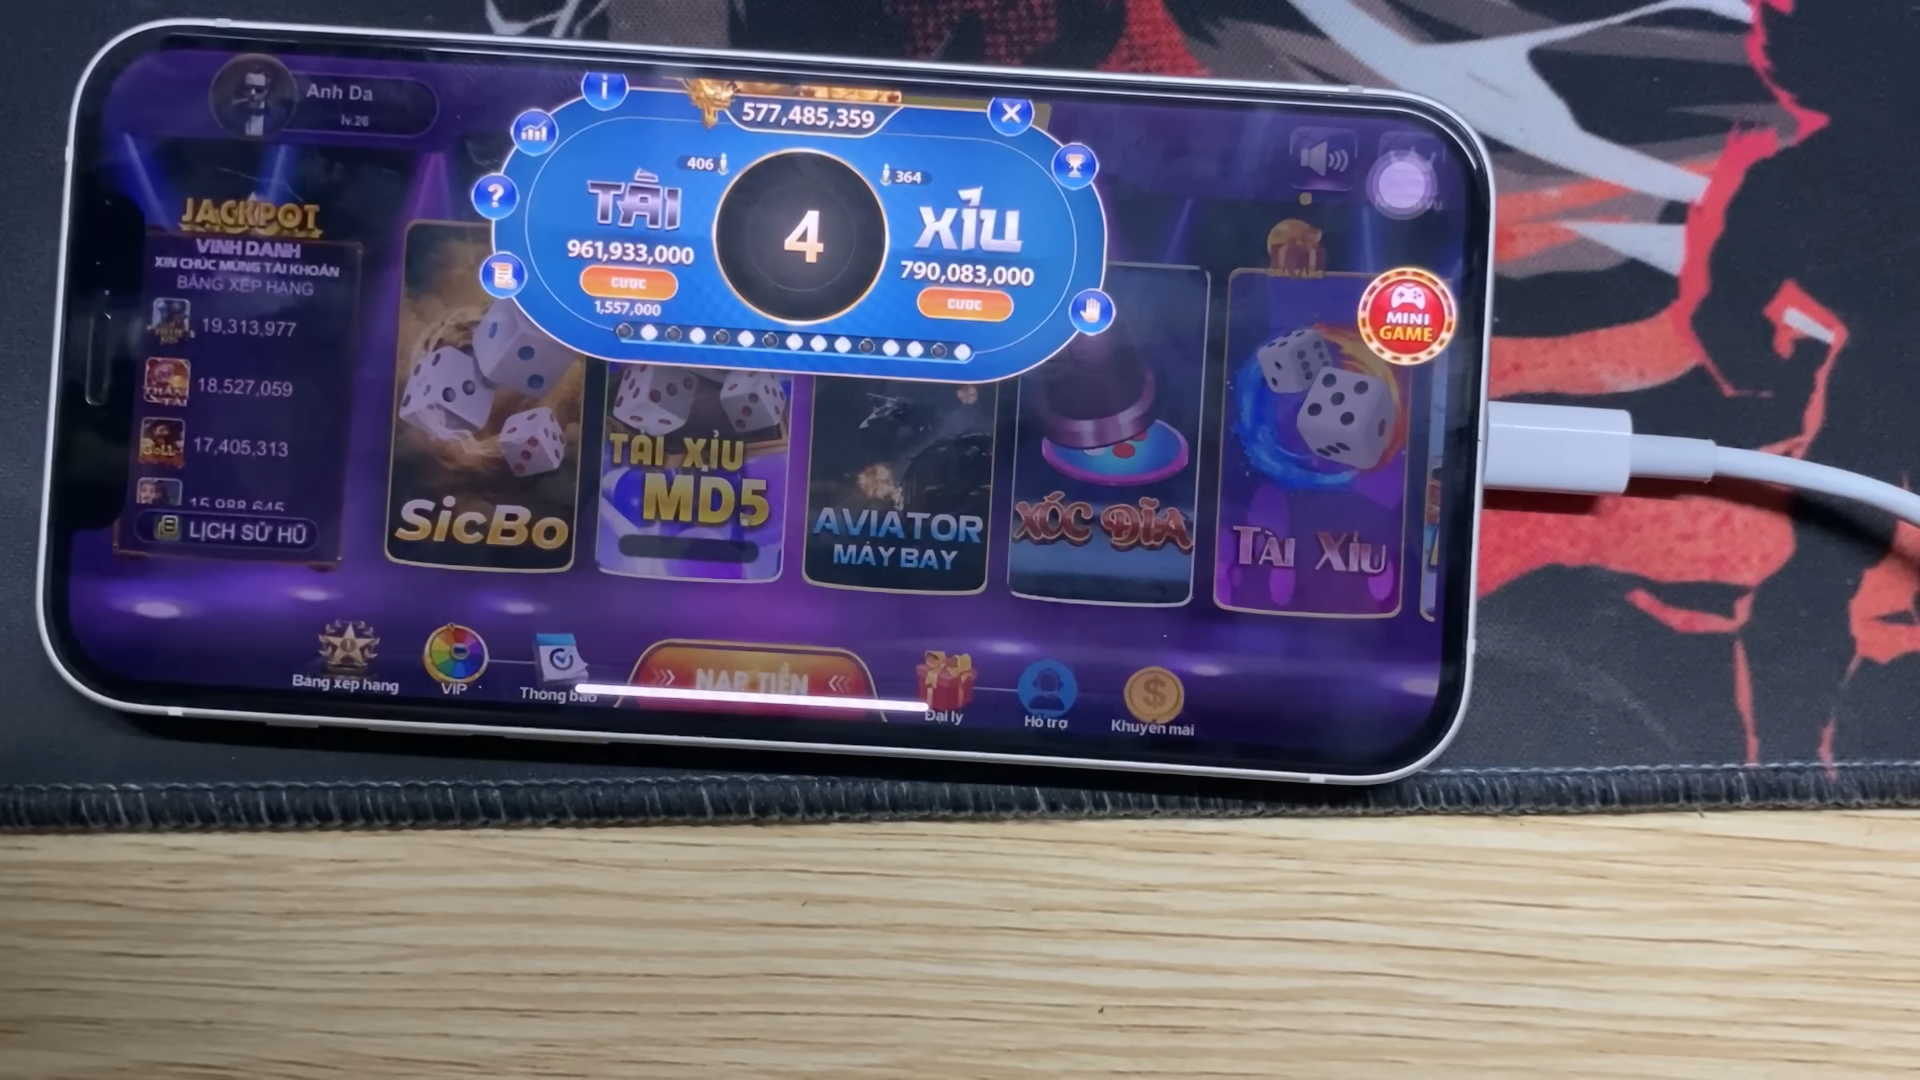 Anh Da
lv.26
577,485,359
406
364
TÀI
XỈU
4
961,933,000
790,083,000
CƯỢC
CƯỢC
1,557,000
JACKPOT
VINH DANH
XIN CHÚC MỪNG TÀI KHOẢN
BẢNG XẾP HẠNG
19,313,977
18,527,059
17,405,313
15,988,645
LỊCH SỬ HŨ
SicBo
TÀI XỈU
MD5
AVIATOR
MÁY BAY
XÓC ĐĨA
TÀI XỈU
MINI
GAME
Bảng xếp hạng
VIP
Thông báo
NẠP TIỀN
Đại lý
Hỗ trợ
Khuyến mãi